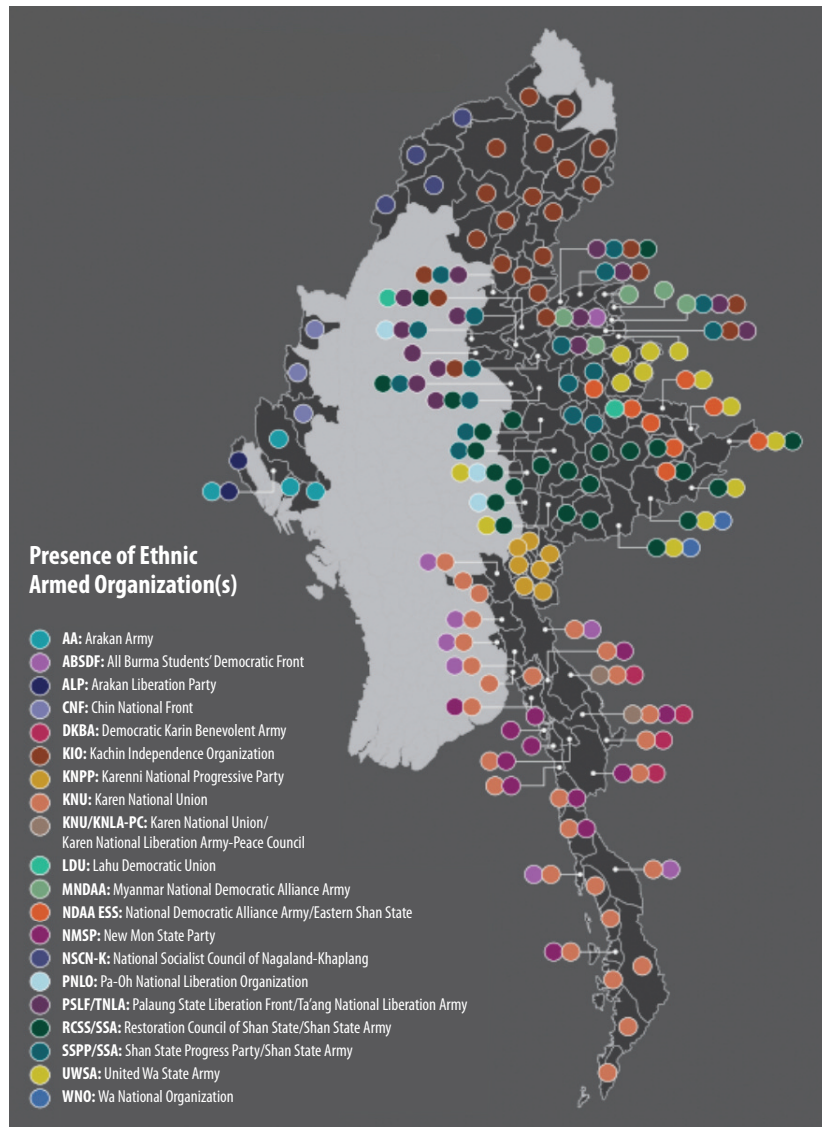 Presence of Ethnic
Armed Organization(s)
AA: Arakan Army
ABSDF: All Burma Students' Democratic Front
ALP: Arakan Liberation Party
CNF: Chin National Front
DKBA: Democratic Karin Benevolent Army
KIO: Kachin Independence Organization
KNPP: Karenni National Progressive Party
KNU: Karen National Union
KNU/KNLA-PC: Karen National Union/
Karen National Liberation Army-Peace Council
LDU: Lahu Democratic Union
MNDAA: Myanmar National Democratic Alliance Army
NDAA ESS: National Democratic Alliance Army/Eastern Shan State
NMSP: New Mon State Party
NSCN-K: National Socialist Council of Nagaland-Khaplang
PNLO: Pa-Oh National Liberation Organization
PSLF/TNLA: Palaung State Liberation Front/Ta'ang National Liberation Army
RCSS/SSA: Restoration Council of Shan State/Shan State Army
SSPP/SSA: Shan State Progress Party/Shan State Army
UWSA: United Wa State Army
WNO: Wa National Organization